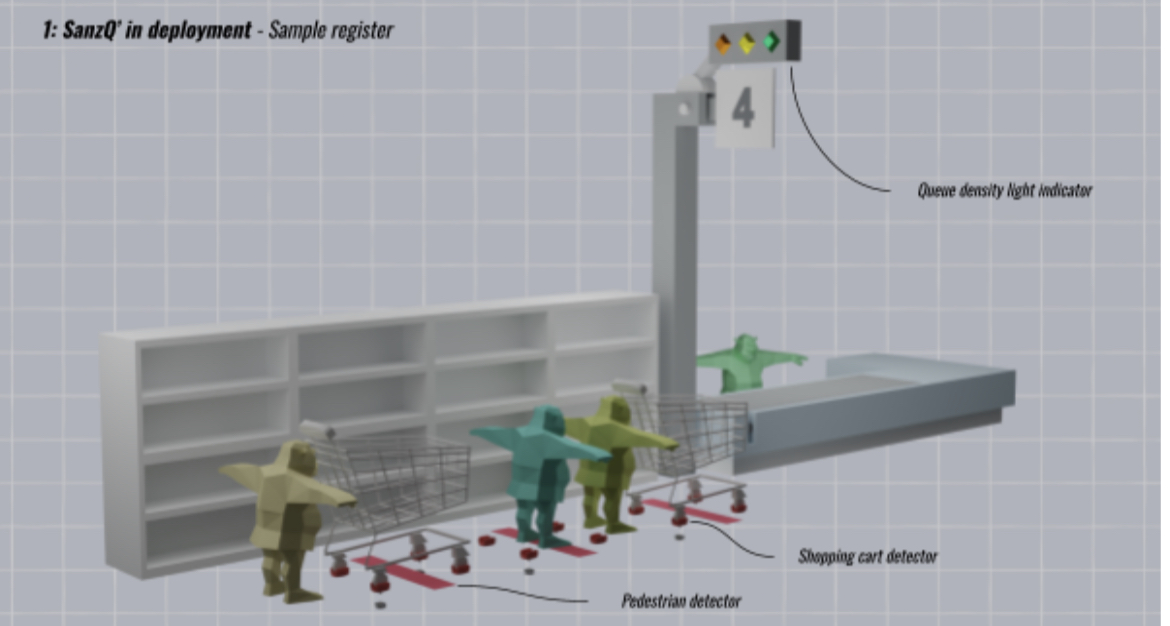 1: SanzQ' in deployment - Sample register
4
Queue density light indicator
Shopping cart detector
Pedestrian detector